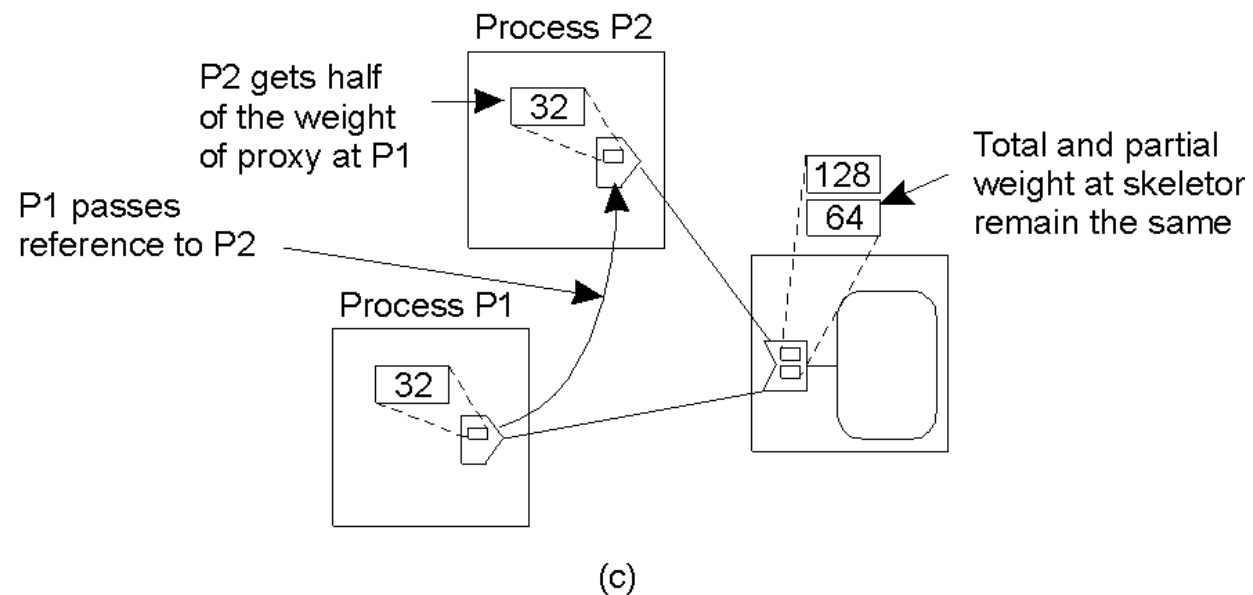 Process P2
P2 gets half
of the weight
of proxy at P1
32
Total and partial
weight at skeletor
remain the same
128
64
P1 passes
reference to P2
Process P1
32
(c)